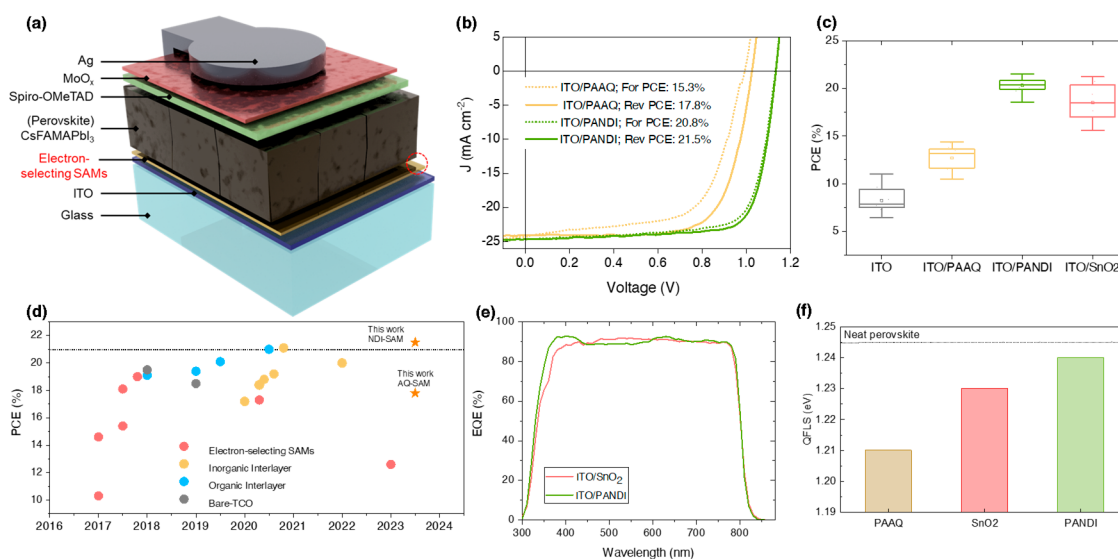 (a)
Ag
MoOₓ
Spiro-OMeTAD
(Perovskite)
CsFAMAPbI₃
Electron-
selecting SAMs
ITO
Glass
(b)
5
0
-5
-10
-15
-20
-25
J (mA cm⁻²)
ITO/PAAQ; For PCE: 15.3%
ITO/PAAQ; Rev PCE: 17.8%
ITO/PANDI; For PCE: 20.8%
ITO/PANDI; Rev PCE: 21.5%
0.0 0.2 0.4 0.6 0.8 1.0 1.2
Voltage (V)
(c)
25
20
15
10
5
PCE (%)
ITO ITO/PAAQ ITO/PANDI ITO/SnO2
(d)
22
20
18
16
14
12
10
PCE (%)
This work
NDI-SAM
This work
AQ-SAM
Electron-selecting SAMs
Inorganic Interlayer
Organic Interlayer
Bare-TCO
2016 2017 2018 2019 2020 2021 2022 2023 2024
(e)
100
80
60
40
20
0
EQE (%)
ITO/SnO₂
ITO/PANDI
300 400 500 600 700 800
Wavelength (nm)
(f)
1.25
1.24
1.23
1.22
1.21
1.20
1.19
QFLS (eV)
Neat perovskite
PAAQ SnO2 PANDI